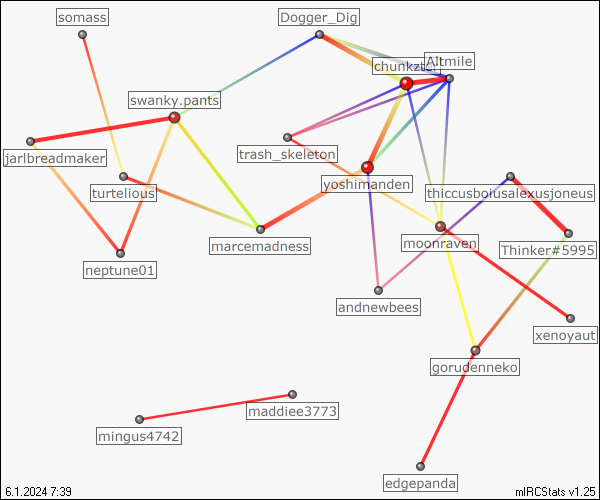 somass
Dogger_Dig
chunkzter
Altmile
swanky.pants
jarlbreadmaker
trash_skeleton
turtelious
yoshimanden
thiccusboiusalexusjoneus
marcemadness
moonraven
Thinker#5995
neptune01
andnewbees
xenoyaut
gorudenneko
maddiee3773
mingus4742
edgepanda
6.1.2024 7:39
mIRCStats v1.25